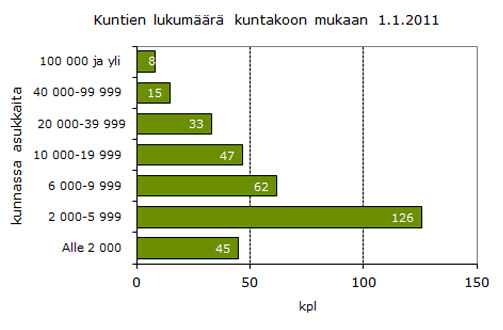 Kuntien lukumäärä kuntakoon mukaan 1.1.2011
kunnassa asukkaita
100 000 ja yli 8
40 000-99 999 15
20 000-39 999 33
10 000-19 999 47
6 000-9 999 62
2 000-5 999 126
Alle 2 000 45
0 50 100 150
kpl